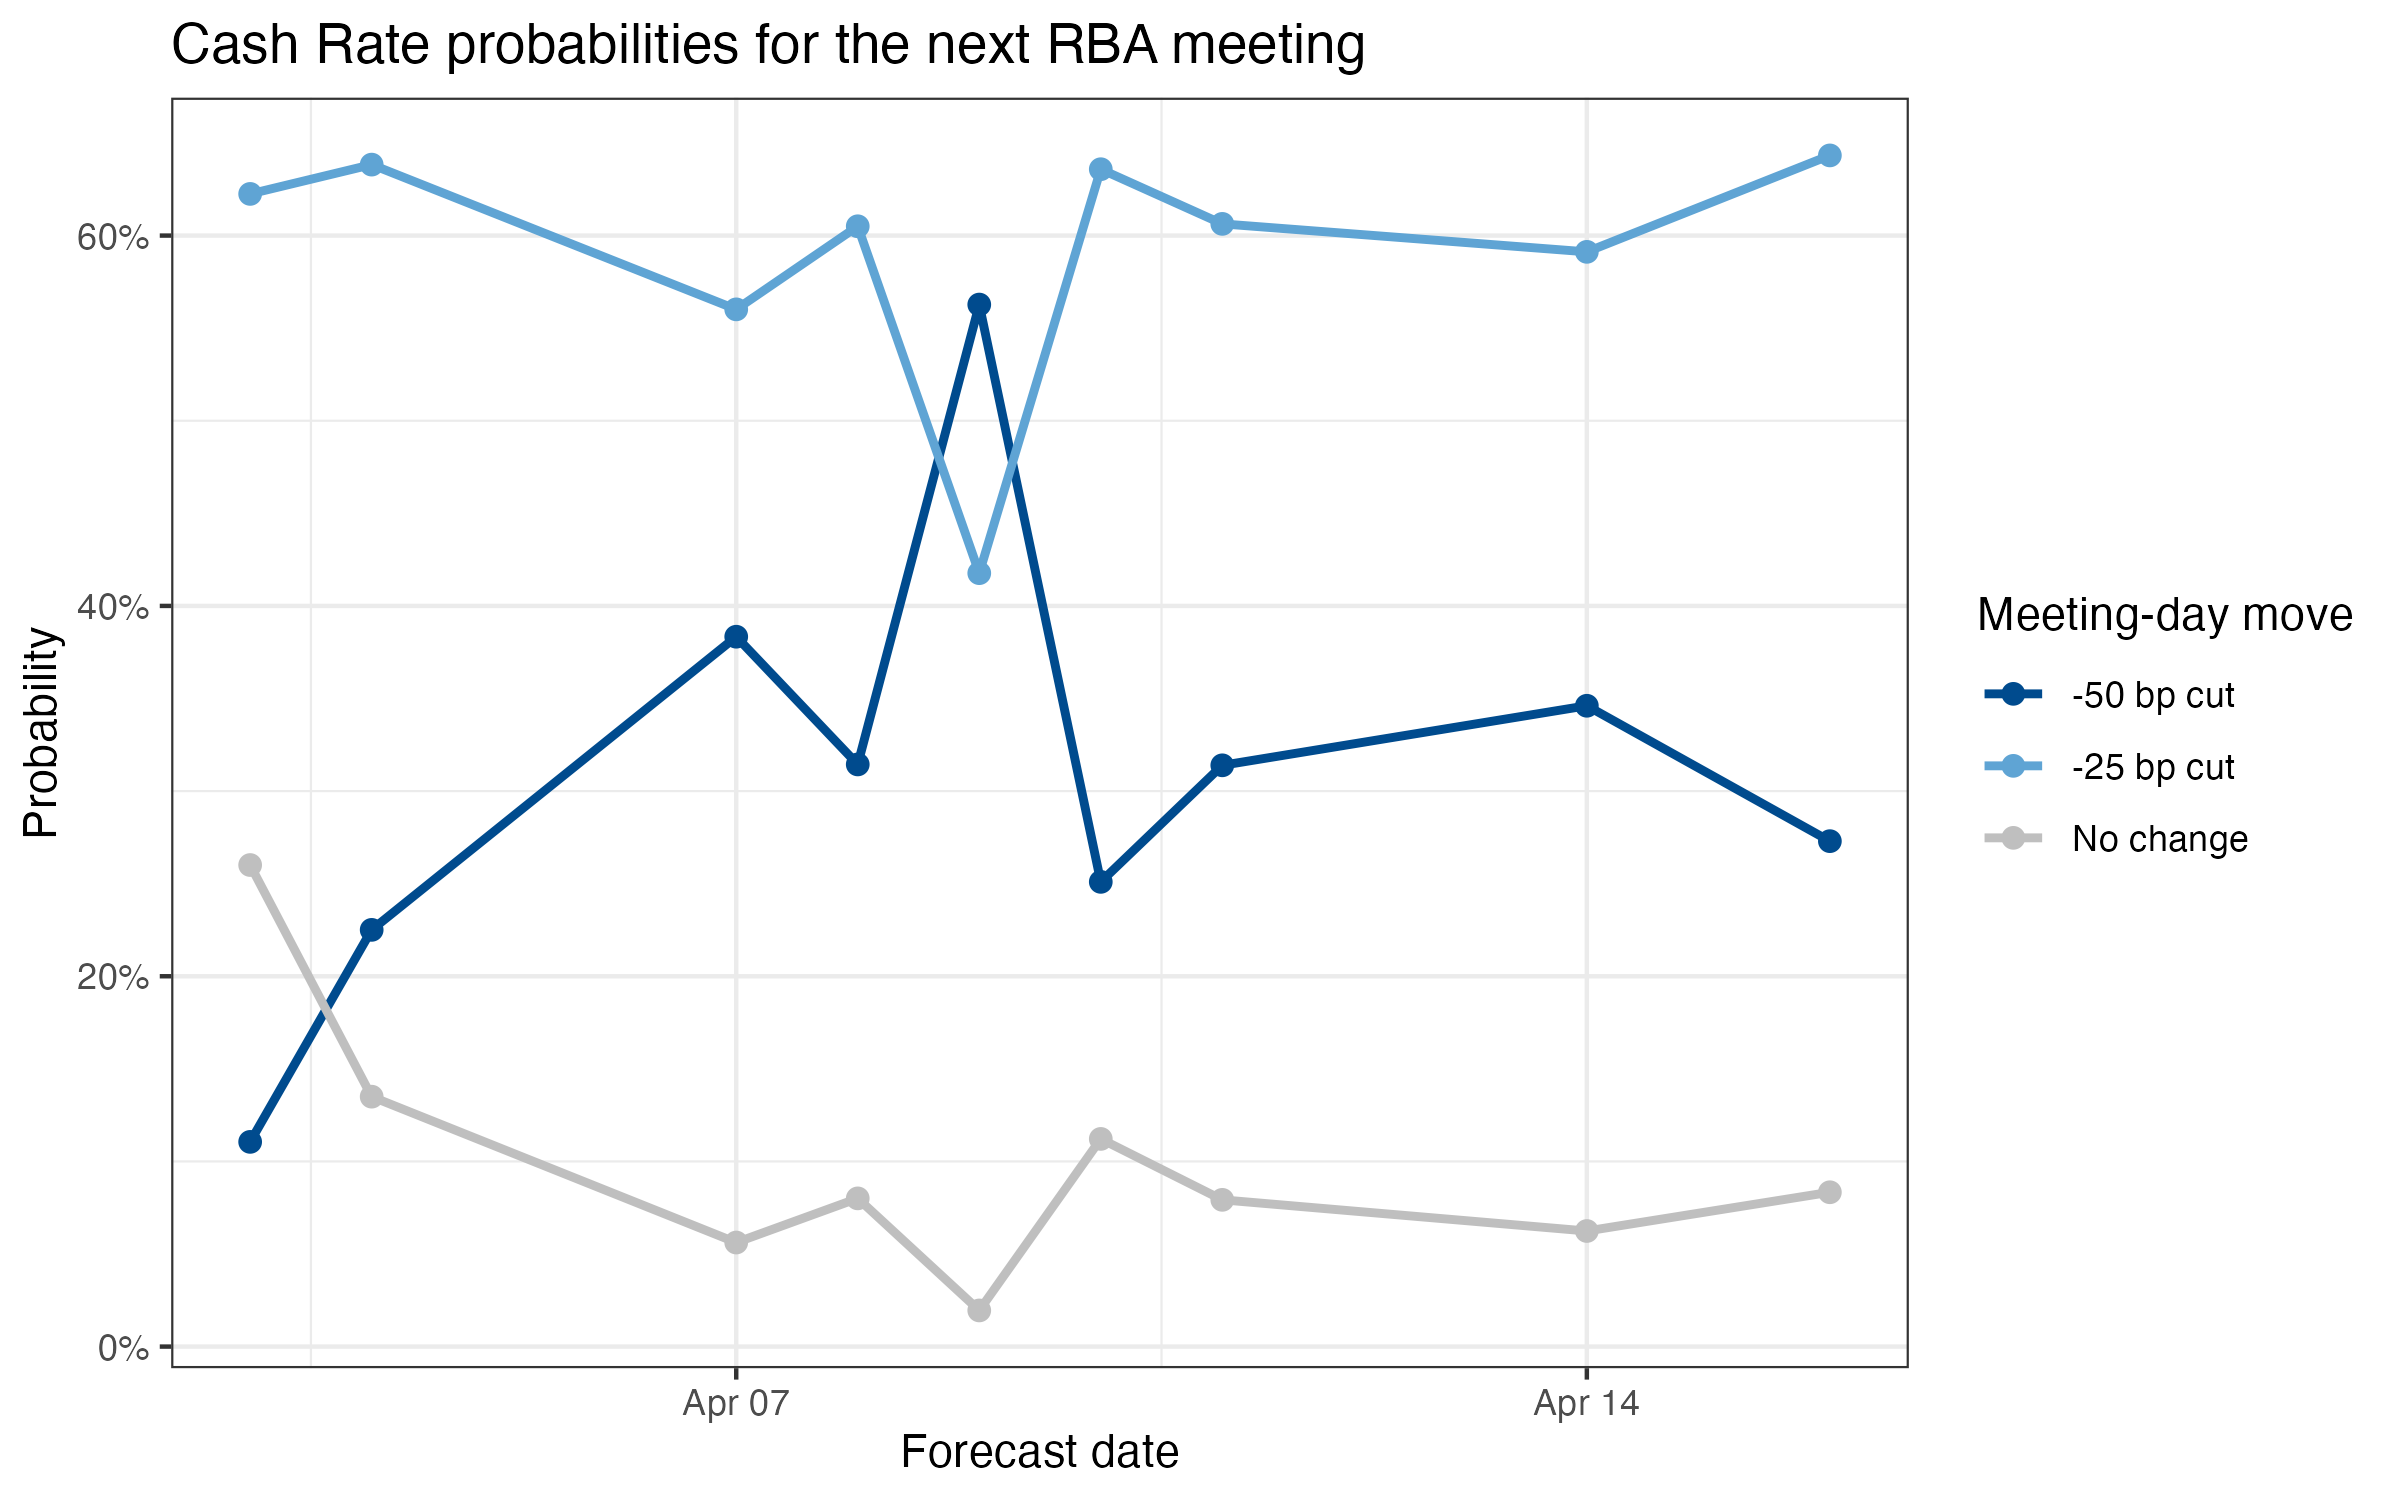 Cash Rate probabilities for the next RBA meeting
Probability
60%
40%
20%
0%
Apr 07
Apr 14
Forecast date
Meeting-day move
-50 bp cut
-25 bp cut
No change